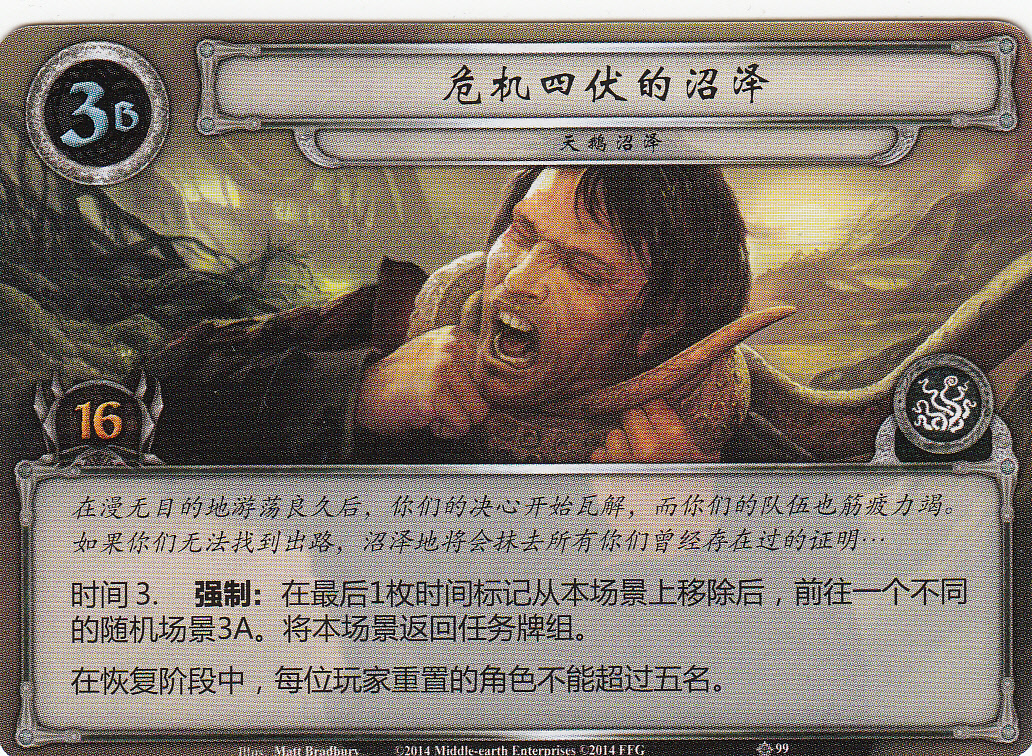 3B
危机四伏的沼泽
天鹅沼泽
16
在漫无目的地游荡良久后，你们的决心开始瓦解，而你们的队伍也筋疲力竭。
如果你们无法找到出路，沼泽地将会抹去所有你们曾经存在过的证明…
时间 3. 强制：在最后1枚时间标记从本场景上移除后，前往一个不同
的随机场景3A。将本场景返回任务牌组。
在恢复阶段中，每位玩家重置的角色不能超过五名。
Illus. Matt Bradbury ©2014 Middle-earth Enterprises ©2014 FFG 99